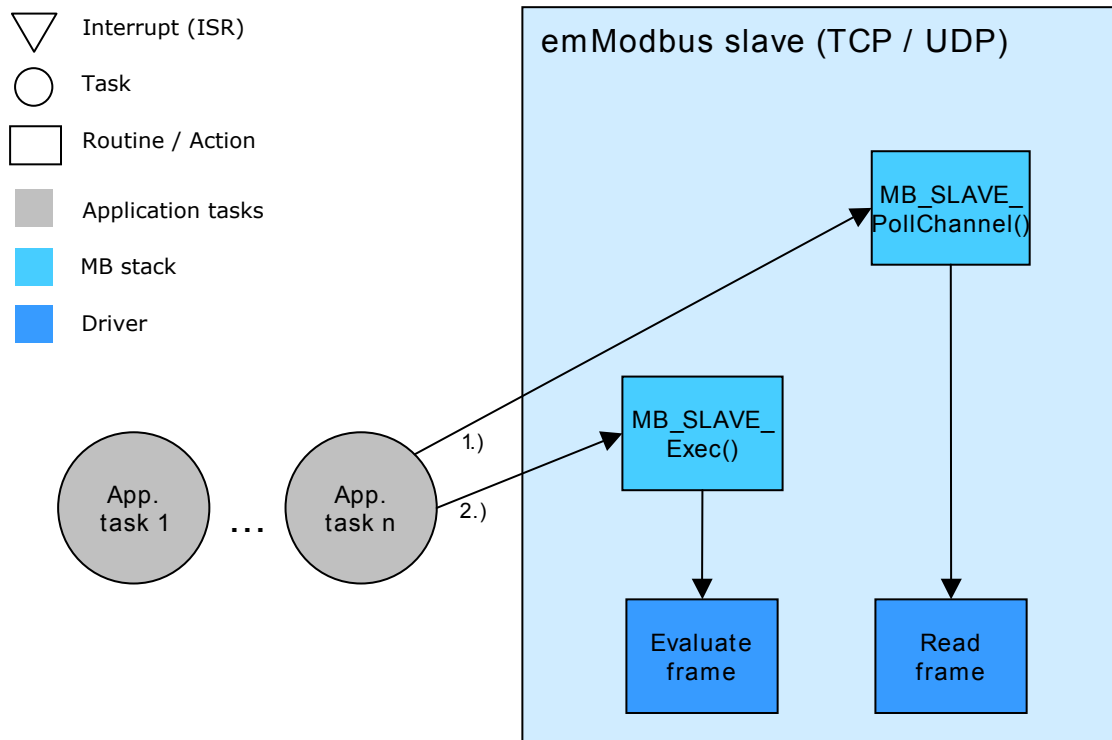 Interrupt (ISR)
Task
Routine / Action
Application tasks
MB stack
Driver
emModbus slave (TCP / UDP)
MB_SLAVE_
PollChannel()
MB_SLAVE_
Exec()
1.)
2.)
App.
task 1
...
App.
task n
Evaluate
frame
Read
frame